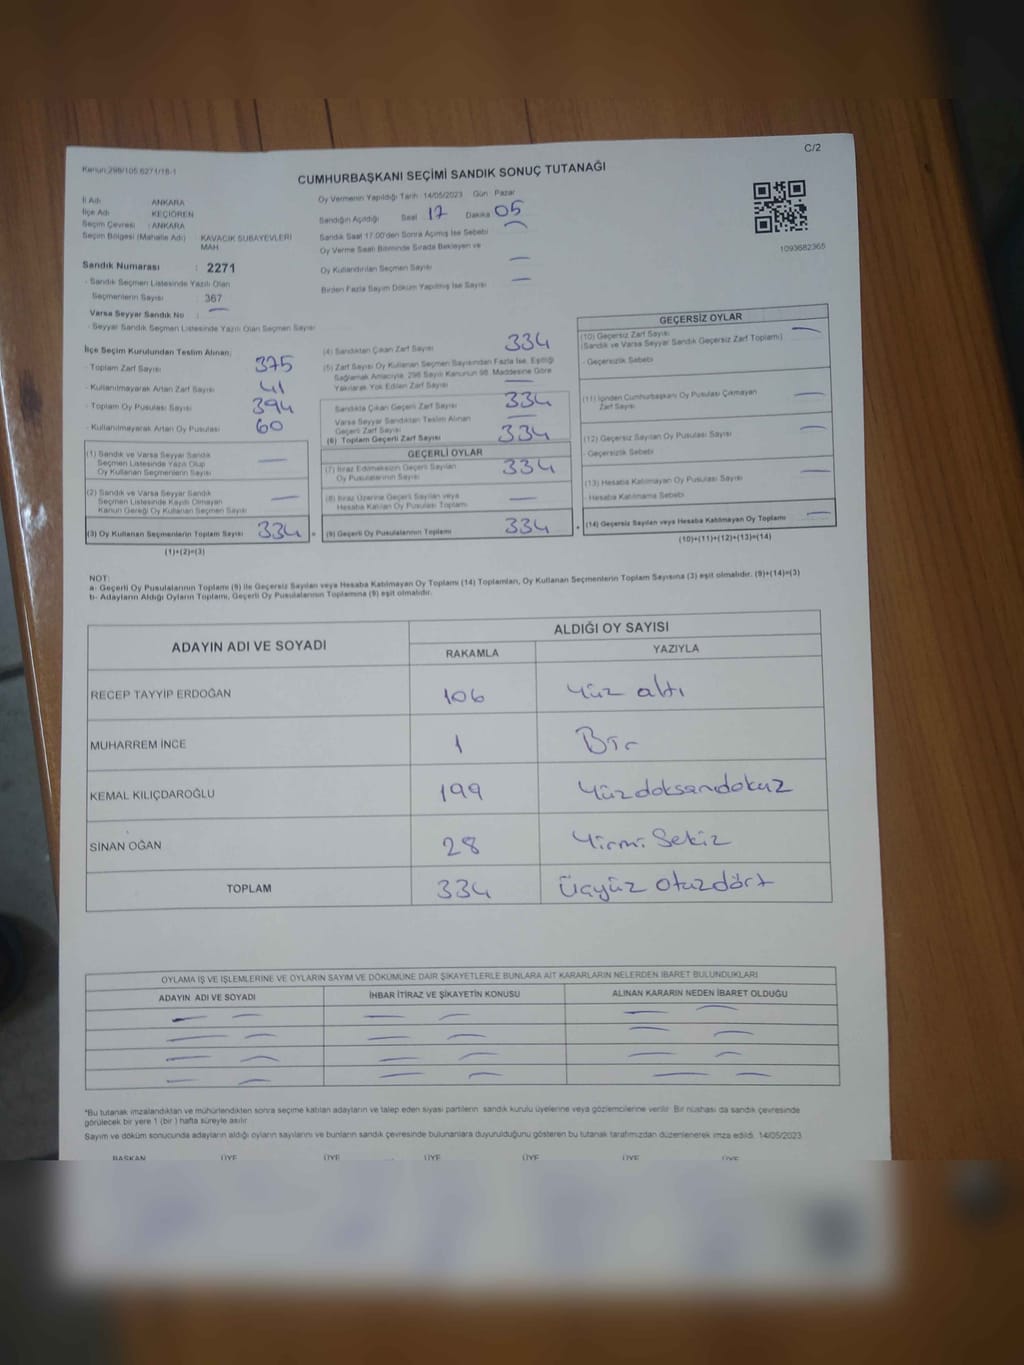 C/2
Kanun:298/105 6271/18-1
CUMHURBAŞKANI SEÇİMİ SANDIK SONUÇ TUTANAĞI
İl Adı ANKARA
İlçe Adı KEÇİÖREN
Seçim Çevresi : ANKARA
Seçim Bölgesi (Mahalle Adı) KAVACIK SUBAYEVLERİ MAH.
Sandık Numarası : 2271
- Sandık Seçmen Listesinde Yazılı Olan
Seçmenlerin Sayısı : 367
Varsa Seyyar Sandık No : —
- Seyyar Sandık Seçmen Listesinde Yazılı Olan Seçmen Sayısı:
Oy Vermenin Yapıldığı Tarih 14/05/2023 Gün Pazar
Sandığın Açıldığı Saat 17 Dakika 05
Sandık Saat 17.00'den Sonra Açılmış İse Sebebi —
Oy Verme Saati Bitiminde Sırada Bekleyen ve
Oy Kullandırılan Seçmen Sayısı —
Birden Fazla Sayım Döküm Yapılmış İse Sayısı —
1093682365
İlçe Seçim Kurulundan Teslim Alınan;
- Toplam Zarf Sayısı 375
- Kullanılmayarak Artan Zarf Sayısı 41
- Toplam Oy Pusulası Sayısı 394
- Kullanılmayarak Artan Oy Pusulası 60
(1) Sandık ve Varsa Seyyar Sandık
Seçmen Listesinde Yazılı Olup
Oy Kullanan Seçmenlerin Sayısı —
(2) Sandık ve Varsa Seyyar Sandık
Seçmen Listesinde Kayıtlı Olmayan
Kanun Gereği Oy Kullanan Seçmen Sayısı —
(3) Oy Kullanan Seçmenlerin Toplam Sayısı 334 =
(1)+(2)=(3)
(4) Sandıktan Çıkan Zarf Sayısı 334
(5) Zarf Sayısı Oy Kullanan Seçmen Sayısından Fazla İse, Eşitliği
Sağlamak Amacıyla, 298 Sayılı Kanunun 98. Maddesine Göre
Yakılarak Yok Edilen Zarf Sayısı —
Sandıkta Çıkan Geçerli Zarf Sayısı 334
Varsa Seyyar Sandıktan Teslim Alınan
Geçerli Zarf Sayısı —
(6) Toplam Geçerli Zarf Sayısı 334
GEÇERLİ OYLAR
(7) İtiraz Edilmeksizin Geçerli Sayılan
Oy Pusulalarının Sayısı 334
(8) İtiraz Üzerine Geçerli Sayılan veya
Hesaba Katılan Oy Pusulası Toplamı —
(9) Geçerli Oy Pusulalarının Toplamı 334 +
GEÇERSİZ OYLAR
(10) Geçersiz Zarf Sayısı —
(Sandık ve Varsa Seyyar Sandık Geçersiz Zarf Toplamı)
- Geçersizlik Sebebi
(11) İçinden Cumhurbaşkanı Oy Pusulası Çıkmayan
Zarf Sayısı —
(12) Geçersiz Sayılan Oy Pusulası Sayısı —
- Geçersizlik Sebebi
(13) Hesaba Katılmayan Oy Pusulası Sayısı —
- Hesaba Katılmama Sebebi
(14) Geçersiz Sayılan veya Hesaba Katılmayan Oy Toplamı —
(10)+(11)+(12)+(13)=(14)
NOT:
a- Geçerli Oy Pusulalarının Toplamı (9) ile Geçersiz Sayılan veya Hesaba Katılmayan Oy Toplamı (14) Toplamları, Oy Kullanan Seçmenlerin Toplam Sayısına (3) eşit olmalıdır. (9)+(14)=(3)
b- Adayların Aldığı Oyların Toplamı, Geçerli Oy Pusulalarının Toplamına (9) eşit olmalıdır.
ADAYIN ADI VE SOYADI ALDIĞI OY SAYISI
RAKAMLA YAZIYLA
RECEP TAYYİP ERDOĞAN 106 Yüz altı
MUHARREM İNCE 1 Bir
KEMAL KILIÇDAROĞLU 199 Yüzdoksandokuz
SİNAN OĞAN 28 Yirmi Sekiz
TOPLAM 334 Üçyüz otuzdört
OYLAMA İŞ VE İŞLEMLERİNE VE OYLARIN SAYIM VE DÖKÜMÜNE DAİR ŞİKAYETLERLE BUNLARA AİT KARARLARIN NELERDEN İBARET BULUNDUKLARI
ADAYIN ADI VE SOYADI İHBAR İTİRAZ VE ŞİKAYETİN KONUSU ALINAN KARARIN NEDEN İBARET OLDUĞU
*Bu tutanak imzalandıktan ve mühürlendikten sonra seçime katılan adayların ve talep eden siyasi partilerin sandık kurulu üyelerine veya gözlemcilerine verilir. Bir nüshası da sandık çevresinde
görülecek bir yere 1 (bir ) hafta süreyle asılır.
Sayım ve döküm sonucunda adayların aldığı oyların sayılarını ve bunların sandık çevresinde bulunanlara duyurulduğunu gösteren bu tutanak tarafımızdan düzenlenerek imza edildi. 14/05/2023
BAŞKAN ÜYE ÜYE ÜYE ÜYE ÜYE ÜYE